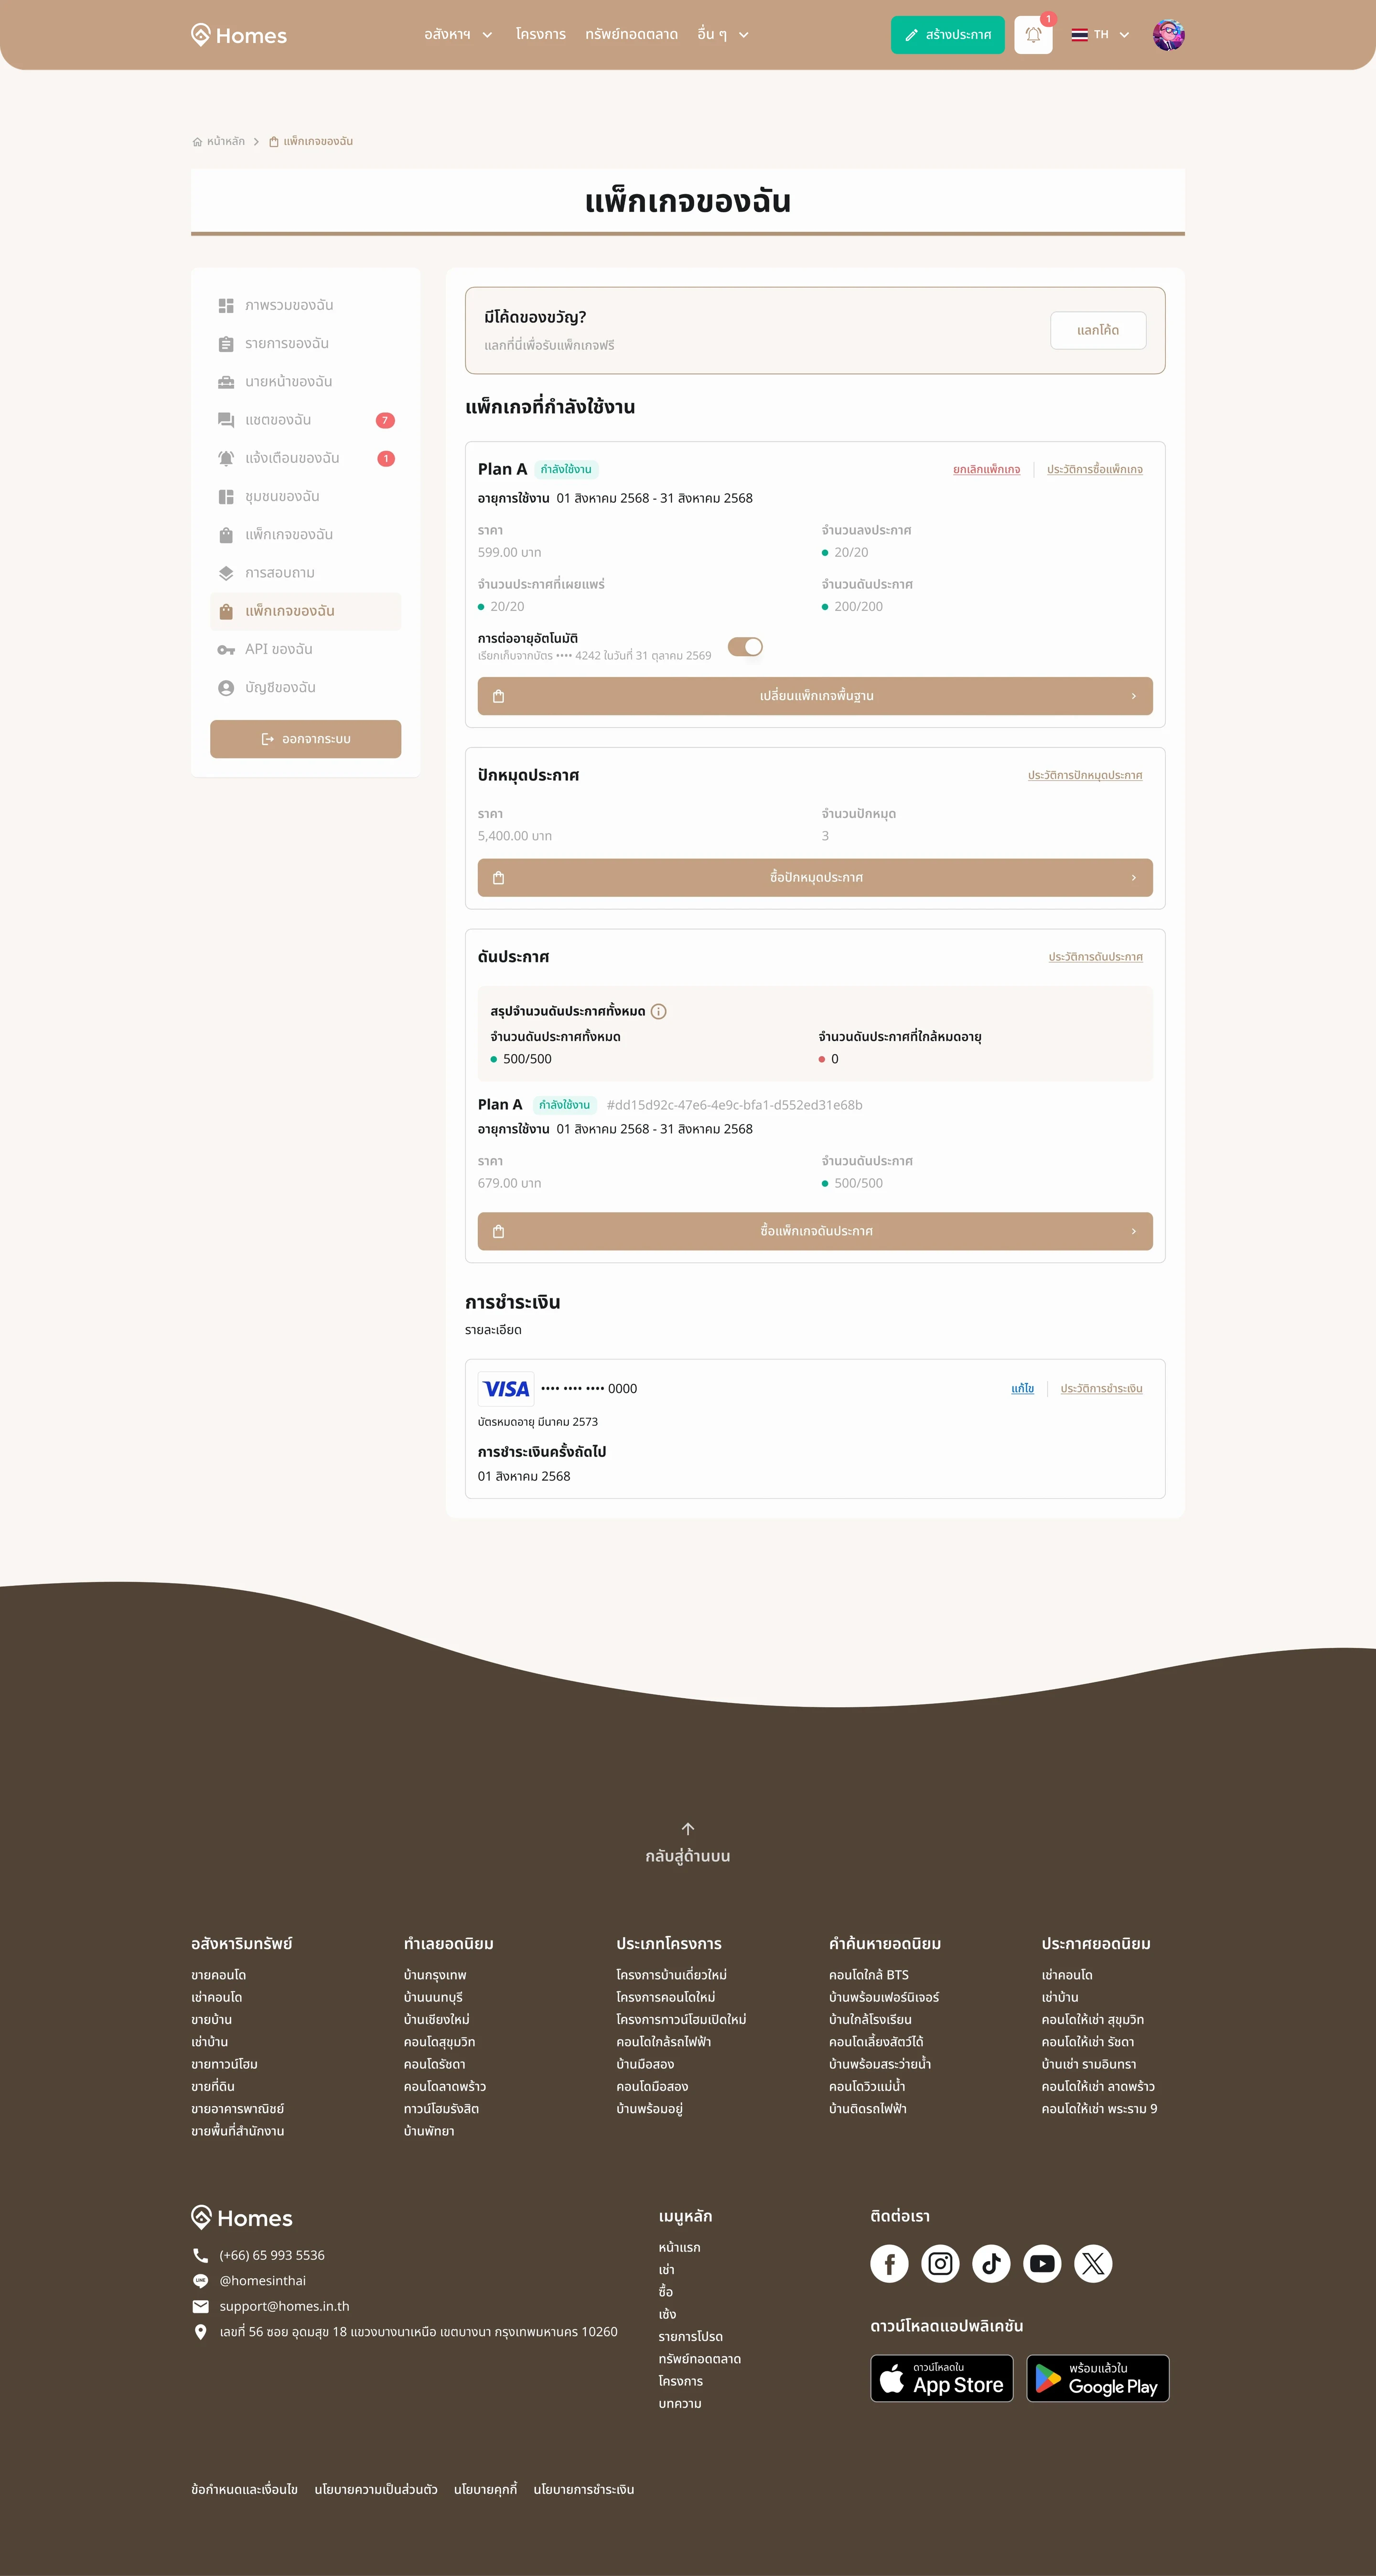 Homes
อสังหาฯ
โครงการ
ทรัพย์ทอดตลาด
อื่น ๆ
สร้างประกาศ
1
TH
หน้าหลัก
แพ็กเกจของฉัน
แพ็กเกจของฉัน
ภาพรวมของฉัน
รายการของฉัน
นายหน้าของฉัน
แชตของฉัน
7
แจ้งเตือนของฉัน
1
ชุมชนของฉัน
แพ็กเกจของฉัน
การสอบถาม
แพ็กเกจของฉัน
API ของฉัน
บัญชีของฉัน
ออกจากระบบ
มีโค้ดของขวัญ?
แลกที่นี่เพื่อรับแพ็กเกจฟรี
แลกโค้ด
แพ็กเกจที่กำลังใช้งาน
Plan A
กำลังใช้งาน
ยกเลิกแพ็กเกจ
ประวัติการซื้อแพ็กเกจ
อายุการใช้งาน 01 สิงหาคม 2568 - 31 สิงหาคม 2568
ราคา
599.00 บาท
จำนวนลงประกาศ
20/20
จำนวนประกาศที่เผยแพร่
20/20
จำนวนดันประกาศ
200/200
การต่ออายุอัตโนมัติ
เรียกเก็บจากบัตร •••• 4242 ในวันที่ 31 ตุลาคม 2569
เปลี่ยนแพ็กเกจพื้นฐาน
ปักหมุดประกาศ
ประวัติการปักหมุดประกาศ
ราคา
5,400.00 บาท
จำนวนปักหมุด
3
ซื้อปักหมุดประกาศ
ดันประกาศ
ประวัติการดันประกาศ
สรุปจำนวนดันประกาศทั้งหมด
จำนวนดันประกาศทั้งหมด
500/500
จำนวนดันประกาศที่ใกล้หมดอายุ
0
Plan A
กำลังใช้งาน
#dd15d92c-47e6-4e9c-bfa1-d552ed31e68b
อายุการใช้งาน 01 สิงหาคม 2568 - 31 สิงหาคม 2568
ราคา
679.00 บาท
จำนวนดันประกาศ
500/500
ซื้อแพ็กเกจดันประกาศ
การชำระเงิน
รายละเอียด
VISA
•••• •••• •••• 0000
แก้ไข
ประวัติการชำระเงิน
บัตรหมดอายุ มีนาคม 2573
การชำระเงินครั้งถัดไป
01 สิงหาคม 2568
กลับสู่ด้านบน
อสังหาริมทรัพย์
ขายคอนโด
เช่าคอนโด
ขายบ้าน
เช่าบ้าน
ขายทาวน์โฮม
ขายที่ดิน
ขายอาคารพาณิชย์
ขายพื้นที่สำนักงาน
ทำเลยอดนิยม
บ้านกรุงเทพ
บ้านนนทบุรี
บ้านเชียงใหม่
คอนโดสุขุมวิท
คอนโดรัชดา
คอนโดลาดพร้าว
ทาวน์โฮมรังสิต
บ้านพัทยา
ประเภทโครงการ
โครงการบ้านเดี่ยวใหม่
โครงการคอนโดใหม่
โครงการทาวน์โฮมเปิดใหม่
คอนโดใกล้รถไฟฟ้า
บ้านมือสอง
คอนโดมือสอง
บ้านพร้อมอยู่
คำค้นหายอดนิยม
คอนโดใกล้ BTS
บ้านพร้อมเฟอร์นิเจอร์
บ้านใกล้โรงเรียน
คอนโดเลี้ยงสัตว์ได้
บ้านพร้อมสระว่ายน้ำ
คอนโดวิวแม่น้ำ
บ้านติดรถไฟฟ้า
ประกาศยอดนิยม
เช่าคอนโด
เช่าบ้าน
คอนโดให้เช่า สุขุมวิท
คอนโดให้เช่า รัชดา
บ้านเช่า รามอินทรา
คอนโดให้เช่า ลาดพร้าว
คอนโดให้เช่า พระราม 9
Homes
(+66) 65 993 5536
LINE
@homesinthai
support@homes.in.th
เลขที่ 56 ซอย อุดมสุข 18 แขวงบางนาเหนือ เขตบางนา กรุงเทพมหานคร 10260
เมนูหลัก
หน้าแรก
เช่า
ซื้อ
เซ้ง
รายการโปรด
ทรัพย์ทอดตลาด
โครงการ
บทความ
ติดต่อเรา
ดาวน์โหลดแอปพลิเคชัน
ดาวน์โหลดใน
App Store
พร้อมแล้วใน
Google Play
ข้อกำหนดและเงื่อนไข
นโยบายความเป็นส่วนตัว
นโยบายคุกกี้
นโยบายการชำระเงิน